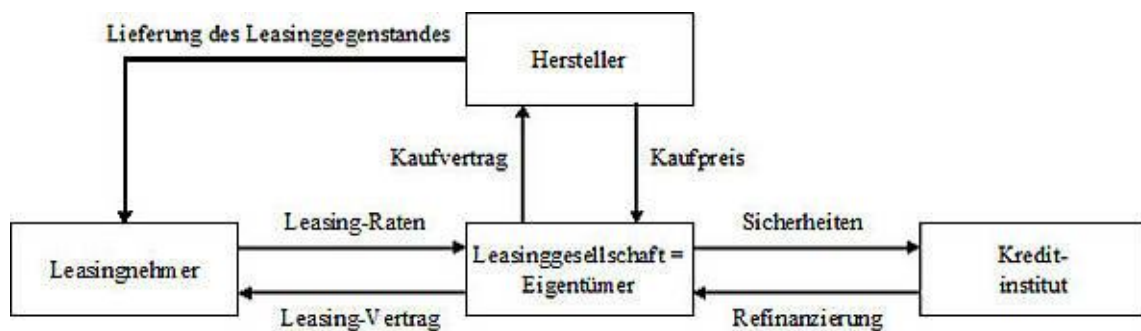 Lieferung des Leasinggegenstandes
Hersteller
Kaufvertrag
Kaufpreis
Leasing-Raten
Sicherheiten
Leasingnehmer
Leasinggesellschaft =
Eigentümer
Kredit-
institut
Leasing-Vertrag
Refinanzierung